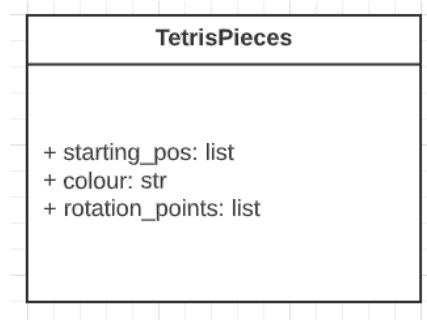 TetrisPieces
+ starting_pos: list
+ colour: str
+ rotation_points: list